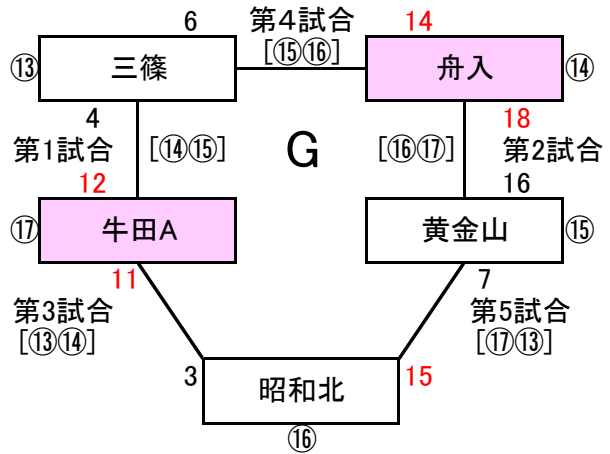 6 第4試合 14
[⑮⑯]
⑬ 三篠 舟入 ⑭
4 18
第1試合 [⑭⑮] G [⑯⑰] 第2試合
12 16
⑰ 牛田A 黄金山 ⑮
11 7
第3試合 第5試合
[⑬⑭] [⑰⑬]
3 昭和北 15
⑯